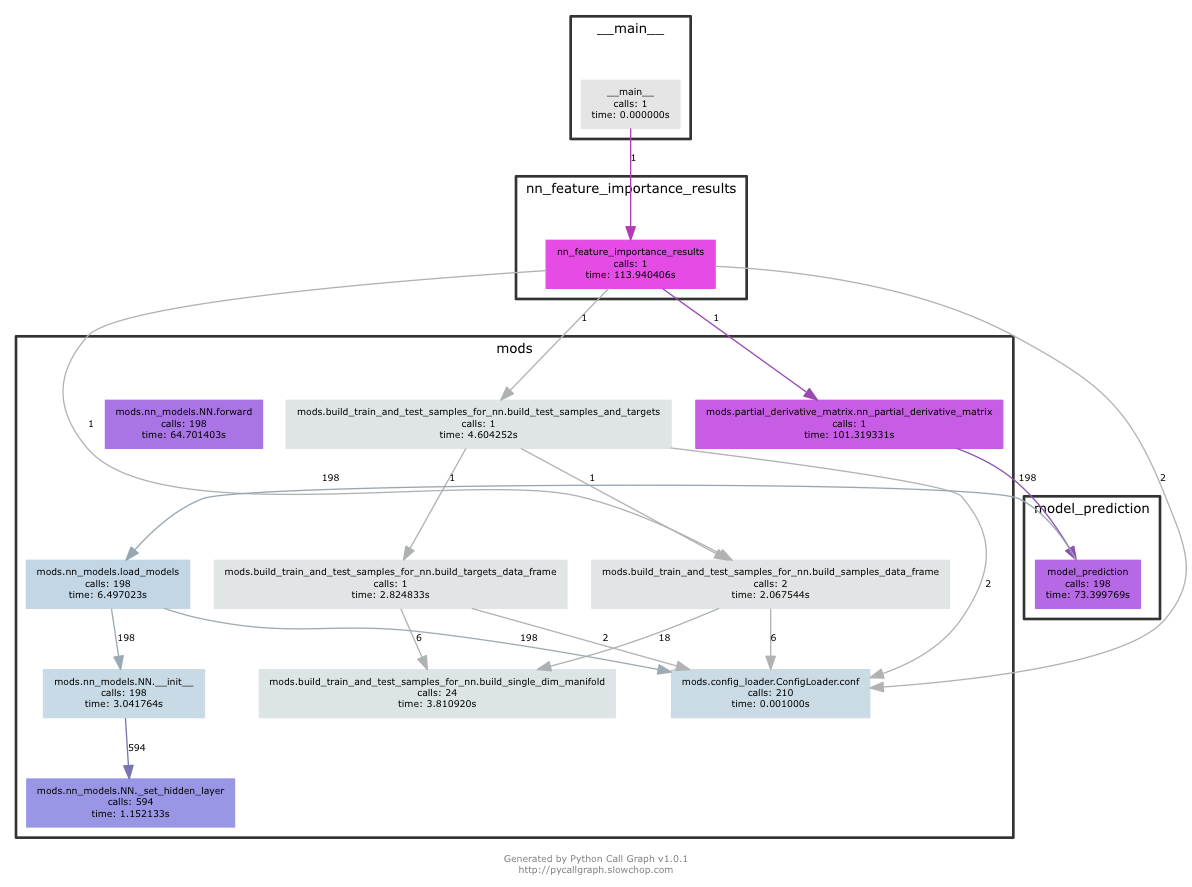 __main__
__main__
calls: 1
time: 0.000000s
1
nn_feature_importance_results
nn_feature_importance_results
calls: 1
time: 113.940406s
1
1
mods
mods.nn_models.NN.forward
calls: 198
time: 64.701403s
mods.build_train_and_test_samples_for_nn.build_test_samples_and_targets
calls: 1
time: 4.604252s
mods.partial_derivative_matrix.nn_partial_derivative_matrix
calls: 1
time: 101.319331s
1
198
1
1
198
2
model_prediction
model_prediction
calls: 198
time: 73.399769s
mods.nn_models.load_models
calls: 198
time: 6.497023s
mods.build_train_and_test_samples_for_nn.build_targets_data_frame
calls: 1
time: 2.824833s
mods.build_train_and_test_samples_for_nn.build_samples_data_frame
calls: 2
time: 2.067544s
2
198
6
198
2
18
6
mods.nn_models.NN.__init__
calls: 198
time: 3.041764s
mods.build_train_and_test_samples_for_nn.build_single_dim_manifold
calls: 24
time: 3.810920s
mods.config_loader.ConfigLoader.conf
calls: 210
time: 0.001000s
594
mods.nn_models.NN._set_hidden_layer
calls: 594
time: 1.152133s
Generated by Python Call Graph v1.0.1
http://pycallgraph.slowchop.com